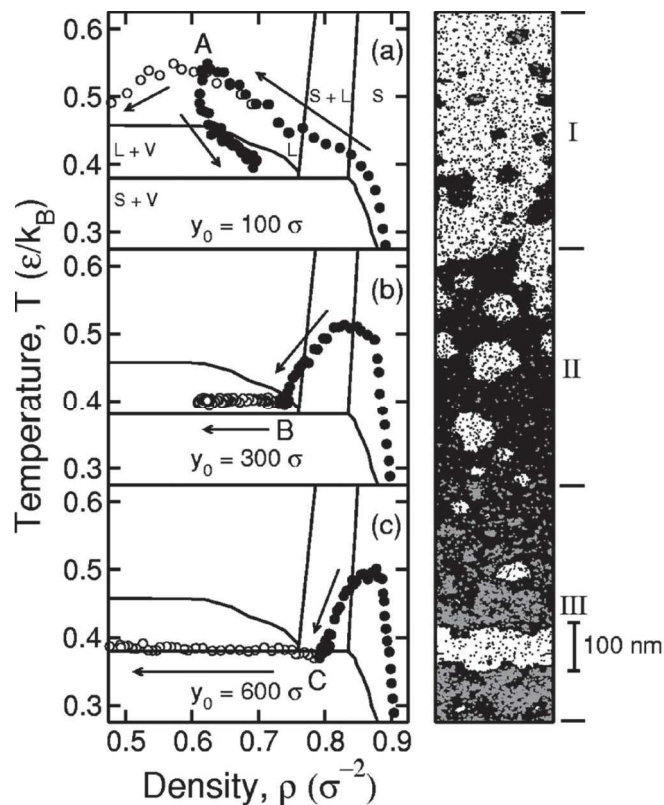 0.6
A
(a)
0.5
S + L
S
0.4
L + V
L
S + V
0.3
y₀ = 100 σ
(b)
0.6
0.5
0.4
B
0.3
y₀ = 300 σ
(c)
0.6
0.5
0.4
y₀ = 600 σ
C
0.3
0.5 0.6 0.7 0.8 0.9
Density, ρ (σ⁻²)
Temperature, T (ε/k_B)
I
II
III
100 nm